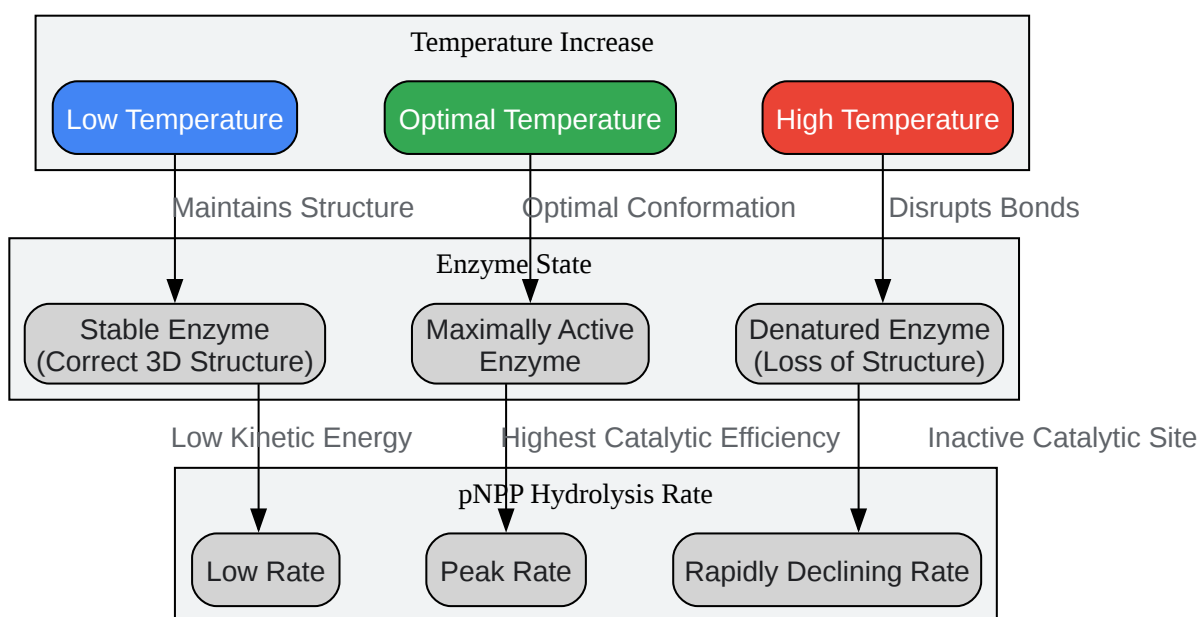 Temperature Increase
Low Temperature
Optimal Temperature
High Temperature
Maintains Structure
Optimal Conformation
Disrupts Bonds
Enzyme State
Stable Enzyme
(Correct 3D Structure)
Maximally Active
Enzyme
Denatured Enzyme
(Loss of Structure)
Low Kinetic Energy
Highest Catalytic Efficiency
Inactive Catalytic Site
pNPP Hydrolysis Rate
Low Rate
Peak Rate
Rapidly Declining Rate